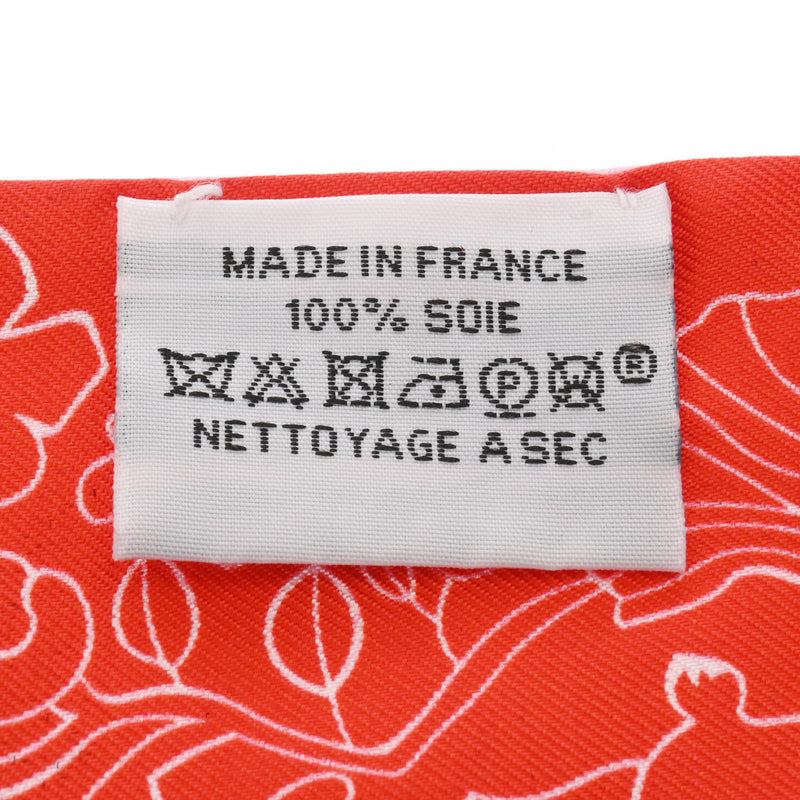 MADE IN FRANCE
100% SOIE
P ®
NETTOYAGE A SEC